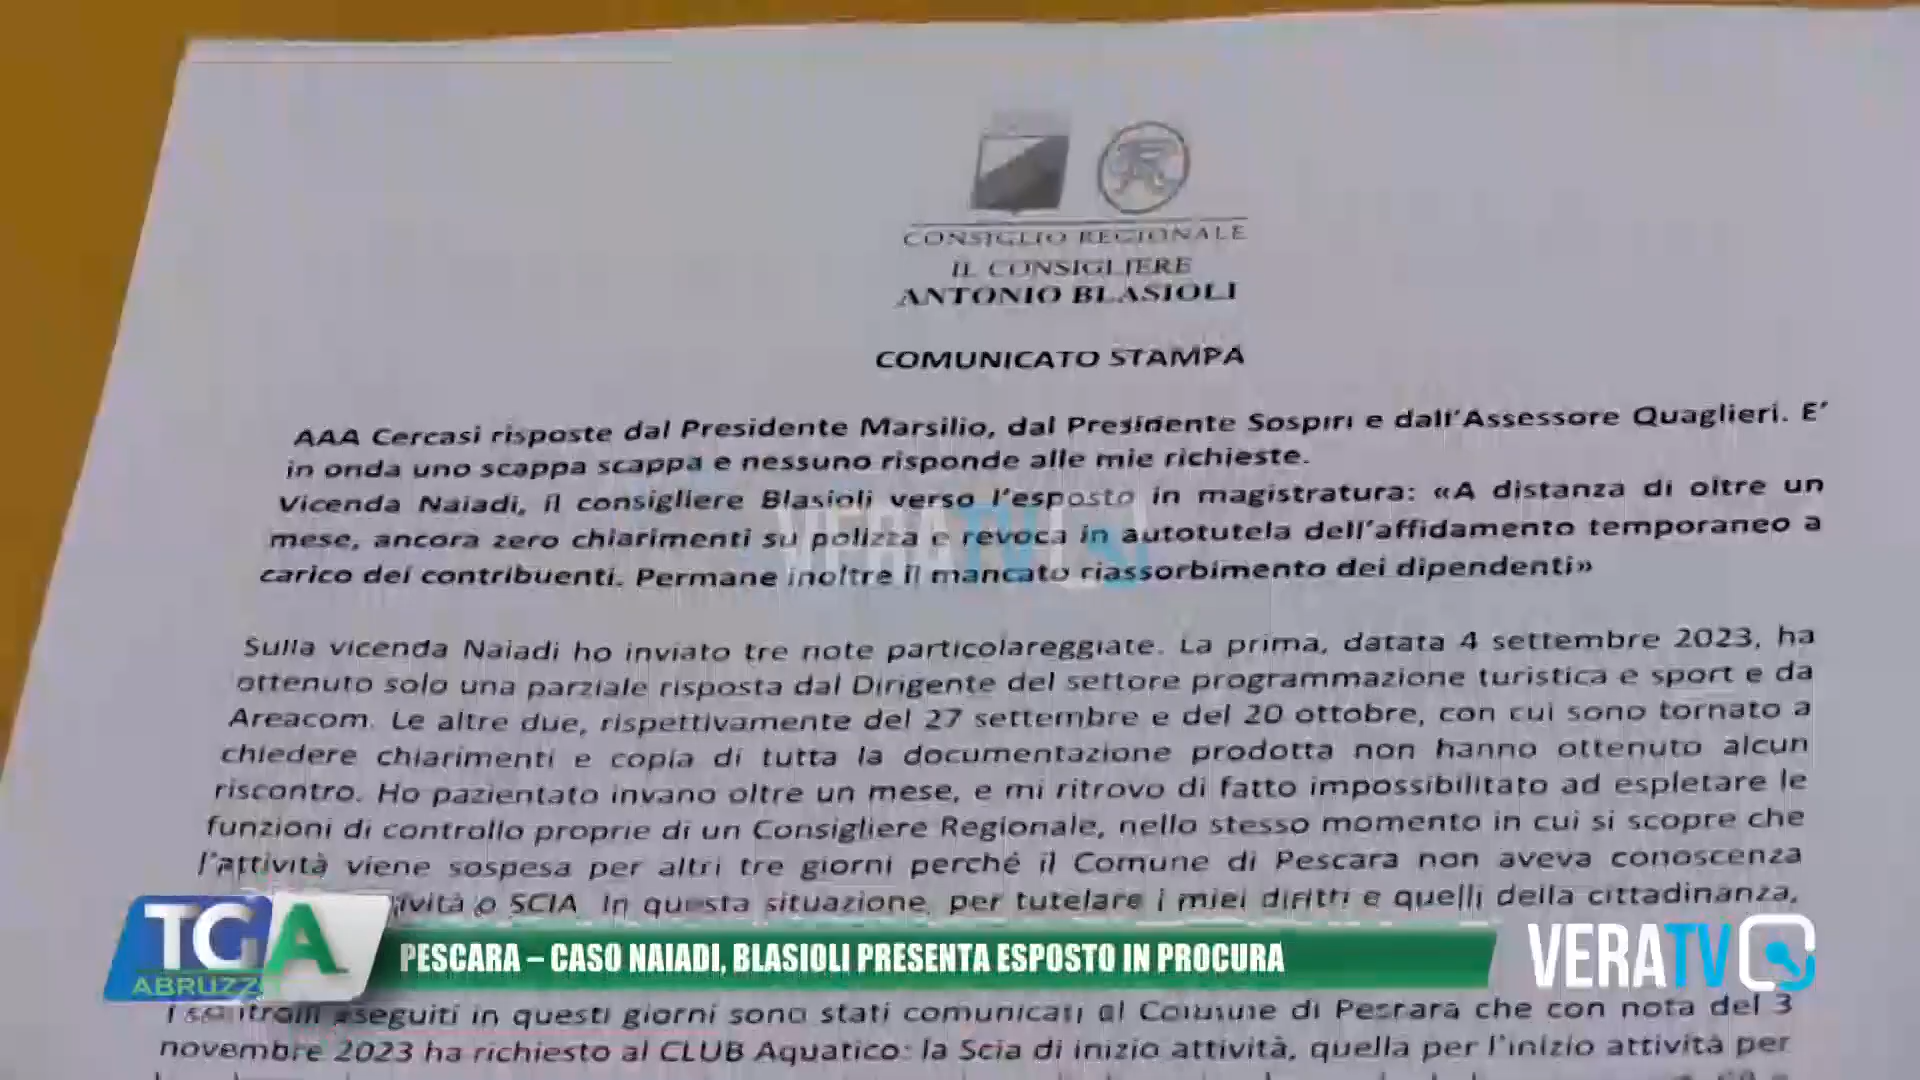 CONSIGLIO REGIONALE
IL CONSIGLIERE
ANTONIO BLASIOLI
COMUNICATO STAMPA
AAA Cercasi risposte dal Presidente Marsilio, dal Presidente Sospiri e dall'Assessore Quaglieri. E'
in onda uno scappa scappa e nessuno risponde alle mie richieste.
Vicenda Naiadi, il consigliere Blasioli verso l'esposto in magistratura: «A distanza di oltre un
mese, ancora zero chiarimenti su polizza e revoca in autotutela dell'affidamento temporaneo a
carico dei contribuenti. Permane inoltre il mancato riassorbimento dei dipendenti»
VERATV
Sulla vicenda Naiadi ho inviato tre note particolareggiate. La prima, datata 4 settembre 2023, ha
ottenuto solo una parziale risposta dal Dirigente del settore programmazione turistica e sport e da
Areacom. Le altre due, rispettivamente del 27 settembre e del 20 ottobre, con cui sono tornato a
chiedere chiarimenti e copia di tutta la documentazione prodotta non hanno ottenuto alcun
riscontro. Ho pazientato invano oltre un mese, e mi ritrovo di fatto impossibilitato ad espletare le
funzioni di controllo proprie di un Consigliere Regionale, nello stesso momento in cui si scopre che
l'attività viene sospesa per altri tre giorni perché il Comune di Pescara non aveva conoscenza
ività o SCIA. In questa situazione, per tutelare i miei diritti e quelli della cittadinanza,
TGA
ABRUZZO
PESCARA – CASO NAIADI, BLASIOLI PRESENTA ESPOSTO IN PROCURA
VERATV
eseguiti in questi giorni sono stati comunicati al Comune di Pescara che con nota del 3
novembre 2023 ha richiesto al CLUB Aquatico: la Scia di inizio attività, quella per l'inizio attività per